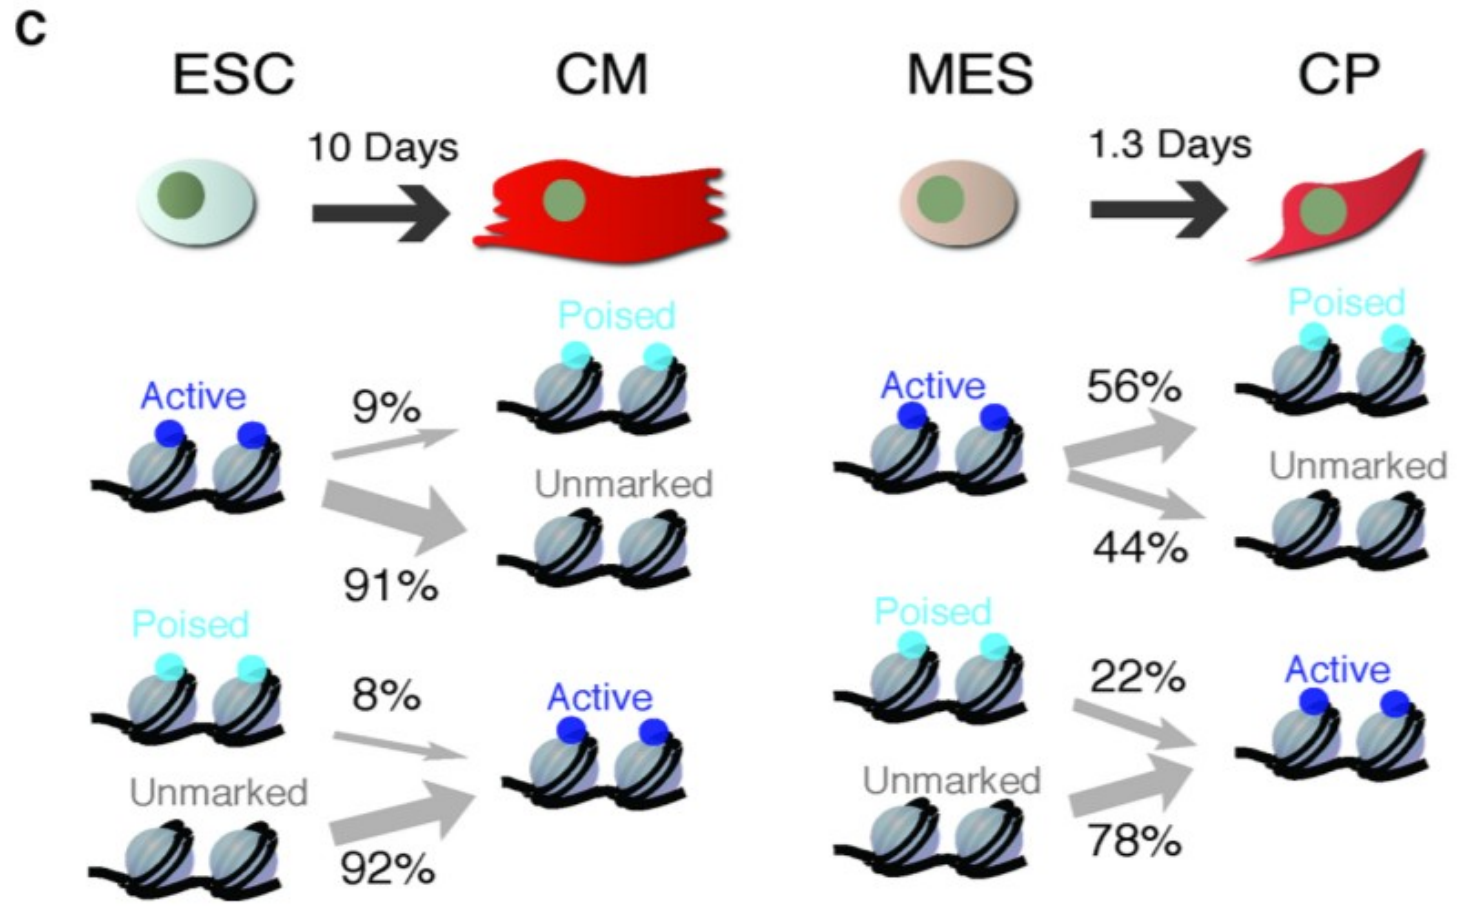 C
ESC
CM
10 Days
Active
9%
91%
Poised
Unmarked
Poised
Unmarked
8%
92%
Active
MES
CP
1.3 Days
Active
56%
44%
Poised
Unmarked
Poised
Unmarked
22%
78%
Active